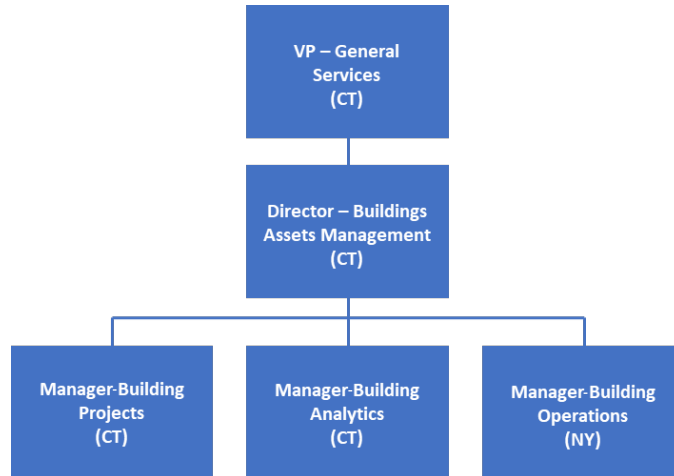 VP – General
Services
(CT)
Director – Buildings
Assets Management
(CT)
Manager-Building
Projects
(CT)
Manager-Building
Analytics
(CT)
Manager-Building
Operations
(NY)